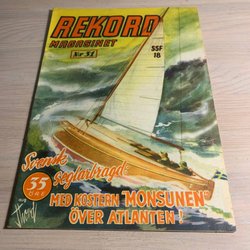 REKORD
MAGASINET
Nr 37
SSF
18
Svensk
seglarbragd:
35
ÖRE
MED KOSTERN "MONSUNEN"
ÖVER ATLANTEN!